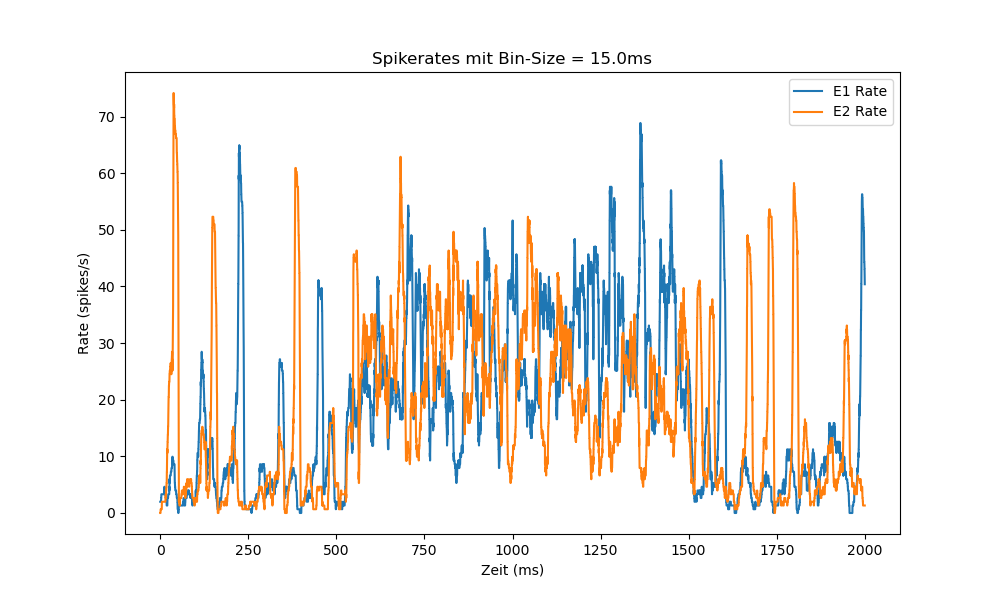 Spikerates mit Bin-Size = 15.0ms
E1 Rate
E2 Rate
Rate (spikes/s)
70
60
50
40
30
20
10
0
0 250 500 750 1000 1250 1500 1750 2000
Zeit (ms)